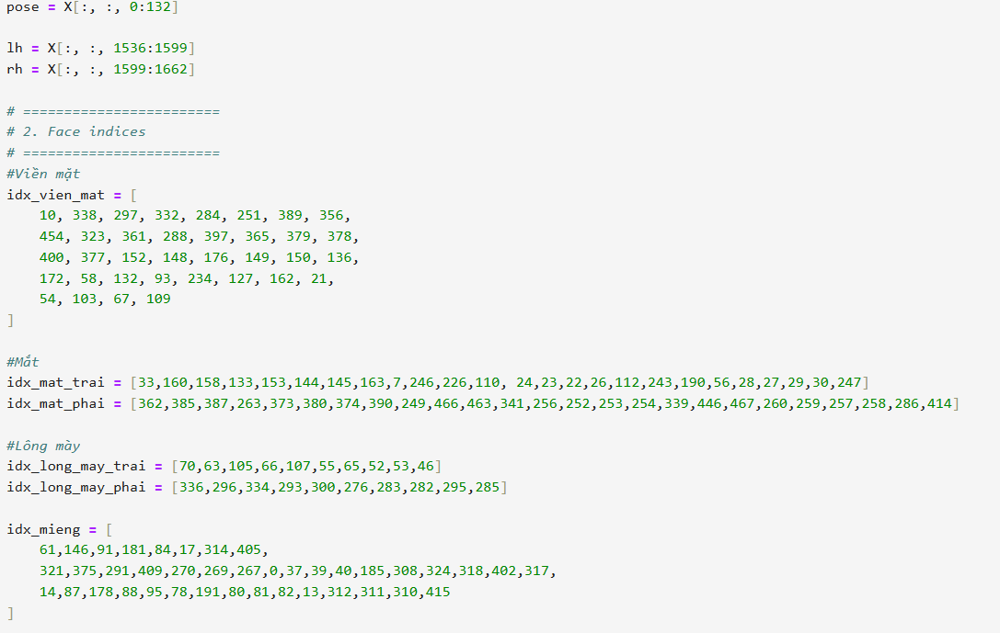 pose = X[:, :, 0:132]
lh = X[:, :, 1536:1599]
rh = X[:, :, 1599:1662]
# ========================
# 2. Face indices
# ========================
#Viền mặt
idx_vien_mat = [
    10, 338, 297, 332, 284, 251, 389, 356,
    454, 323, 361, 288, 397, 365, 379, 378,
    400, 377, 152, 148, 176, 149, 150, 136,
    172, 58, 132, 93, 234, 127, 162, 21,
    54, 103, 67, 109
]
#Mắt
idx_mat_trai = [33,160,158,133,153,144,145,163,7,246,226,110, 24,23,22,26,112,243,190,56,28,27,29,30,247]
idx_mat_phai = [362,385,387,263,373,380,374,390,249,466,463,341,256,252,253,254,339,446,467,260,259,257,258,286,414]
#Lông mày
idx_long_may_trai = [70,63,105,66,107,55,65,52,53,46]
idx_long_may_phai = [336,296,334,293,300,276,283,282,295,285]
idx_mieng = [
    61,146,91,181,84,17,314,405,
    321,375,291,409,270,269,267,0,37,39,40,185,308,324,318,402,317,
    14,87,178,88,95,78,191,80,81,82,13,312,311,310,415
]